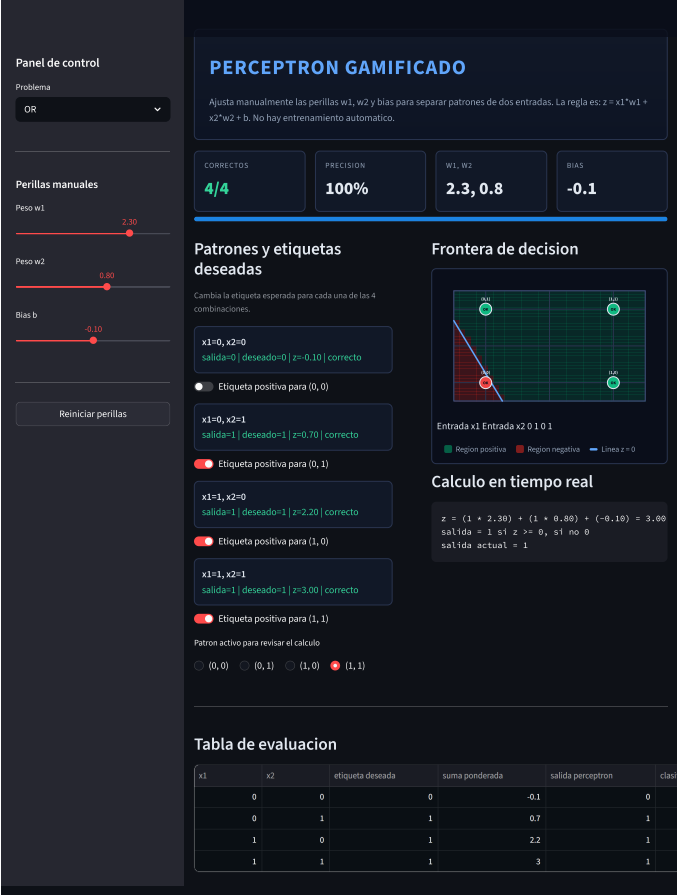 Panel de control
Problema
OR
Perillas manuales
Peso w1
2.30
Peso w2
0.80
Bias b
-0.10
Reiniciar perillas
PERCEPTRON GAMIFICADO
Ajusta manualmente las perillas w1, w2 y bias para separar patrones de dos entradas. La regla es: z = x1*w1 +
x2*w2 + b. No hay entrenamiento automatico.
CORRECTOS
4/4
PRECISION
100%
W1, W2
2.3, 0.8
BIAS
-0.1
Patrones y etiquetas
deseadas
Cambia la etiqueta esperada para cada una de las 4
combinaciones.
x1=0, x2=0
salida=0 | deseado=0 | z=-0.10 | correcto
Etiqueta positiva para (0, 0)
x1=0, x2=1
salida=1 | deseado=1 | z=0.70 | correcto
Etiqueta positiva para (0, 1)
x1=1, x2=0
salida=1 | deseado=1 | z=2.20 | correcto
Etiqueta positiva para (1, 0)
x1=1, x2=1
salida=1 | deseado=1 | z=3.00 | correcto
Etiqueta positiva para (1, 1)
Patron activo para revisar el calculo
(0, 0) (0, 1) (1, 0) (1, 1)
Frontera de decision
(0,1) (1,1)
OK OK
(0,0) (1,0)
OK OK
Entrada x1 Entrada x2 0 1 0 1
Region positiva Region negativa Linea z = 0
Calculo en tiempo real
z = (1 * 2.30) + (1 * 0.80) + (-0.10) = 3.00
salida = 1 si z >= 0, si no 0
salida actual = 1
Tabla de evaluacion
x1 x2 etiqueta deseada suma ponderada salida perceptron clasi
0 0 0 -0.1 0
0 1 1 0.7 1
1 0 1 2.2 1
1 1 1 3 1